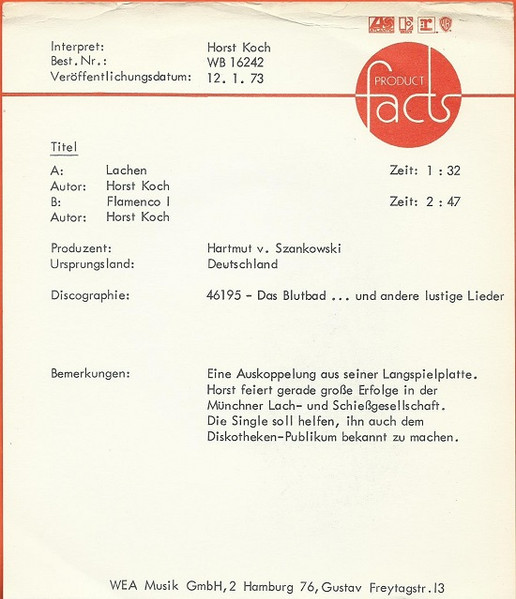 Interpret: Horst Koch
Best.Nr.: WB 16242
Veröffentlichungsdatum: 12. 1. 73
PRODUCT
facts
Titel
A: Lachen Zeit: 1 : 32
Autor: Horst Koch
B: Flamenco I Zeit: 2 : 47
Autor: Horst Koch
Produzent: Hartmut v. Szankowski
Ursprungsland: Deutschland
Discographie: 46195 - Das Blutbad ... und andere lustige Lieder
Bemerkungen: Eine Auskoppelung aus seiner Langspielplatte.
Horst feiert gerade große Erfolge in der
Münchner Lach- und Schießgesellschaft.
Die Single soll helfen, ihn auch dem
Diskotheken-Publikum bekannt zu machen.
WEA Musik GmbH, 2 Hamburg 76, Gustav Freytagstr.13